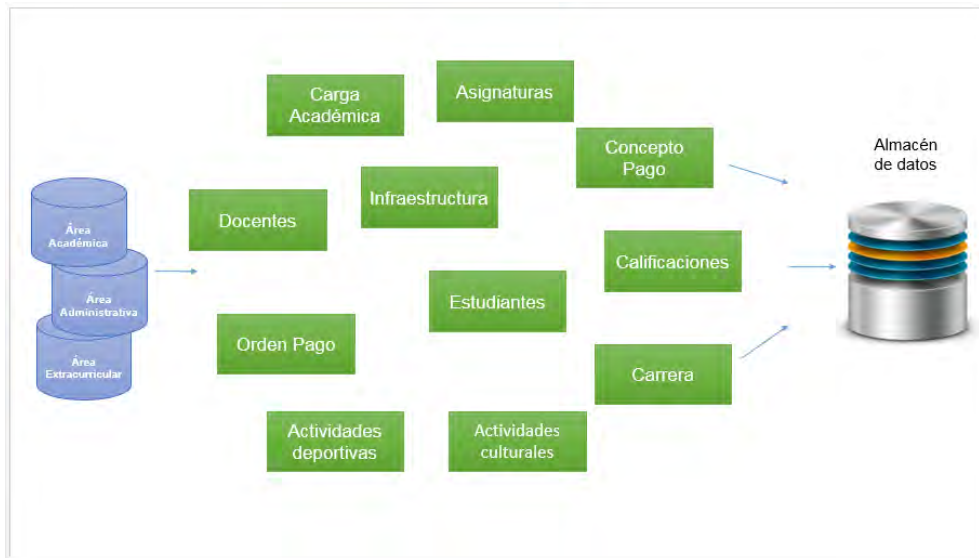 Carga
Académica
Asignaturas
Concepto
Pago
Almacén
de datos
Infraestructura
Docentes
Área
Académica
Calificaciones
Área
Administrativa
Estudiantes
Orden Pago
Área
Extracurricular
Carrera
Actividades
deportivas
Actividades
culturales